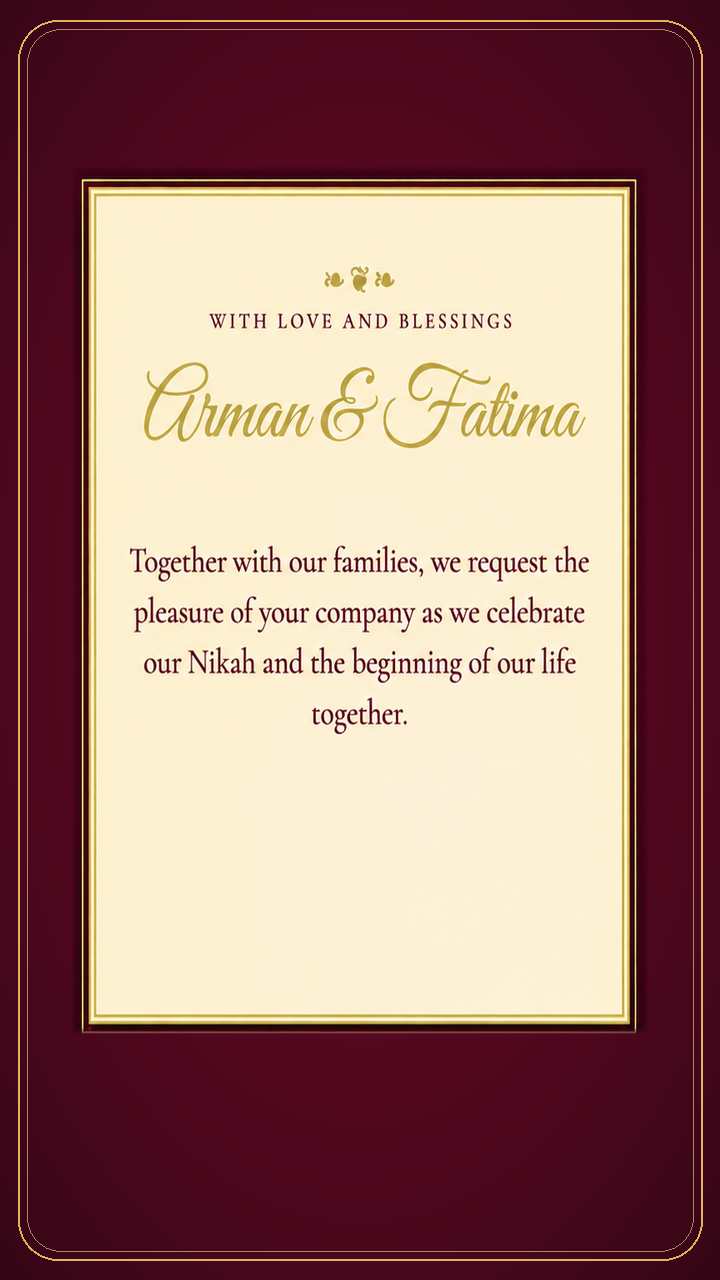 WITH LOVE AND BLESSINGS
Arman & Fatima
Together with our families, we request the
pleasure of your company as we celebrate
our Nikah and the beginning of our life
together.